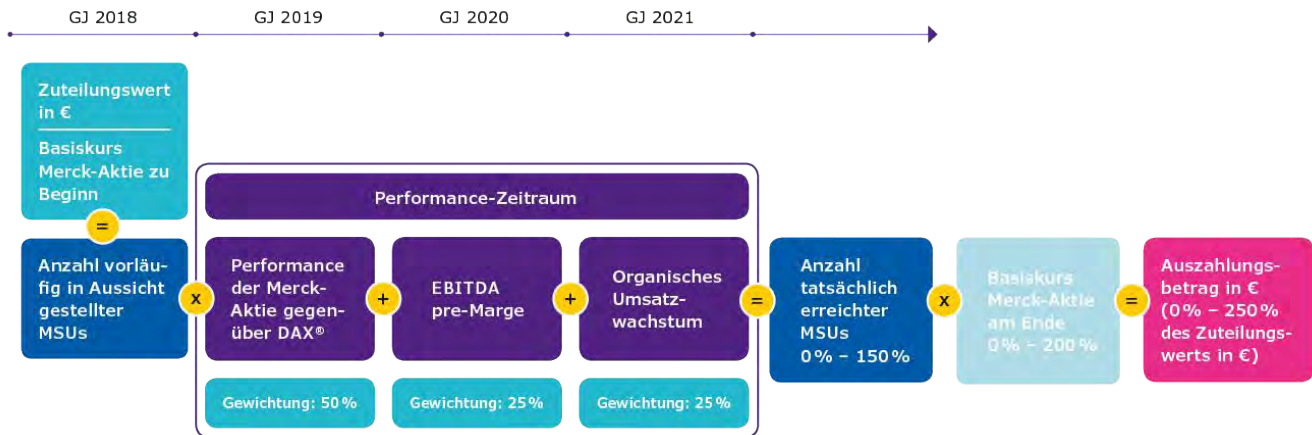 GJ 2018
GJ 2019
GJ 2020
GJ 2021
Zuteilungswert
in €
Basiskurs
Merck-Aktie zu
Beginn
=
Anzahl vorläu-
fig in Aussicht
gestellter
MSUs
x
Performance-Zeitraum
Performance
der Merck-
Aktie gegen-
über DAX®
+
EBITDA
pre-Marge
+
Organisches
Umsatz-
wachstum
Gewichtung: 50 %
Gewichtung: 25 %
Gewichtung: 25 %
=
Anzahl
tatsächlich
erreichter
MSUs
0 % – 150 %
x
Basiskurs
Merck-Aktie
am Ende
0 % – 200 %
=
Auszahlungs-
betrag in €
(0 % – 250 %
des Zuteilungs-
werts in €)